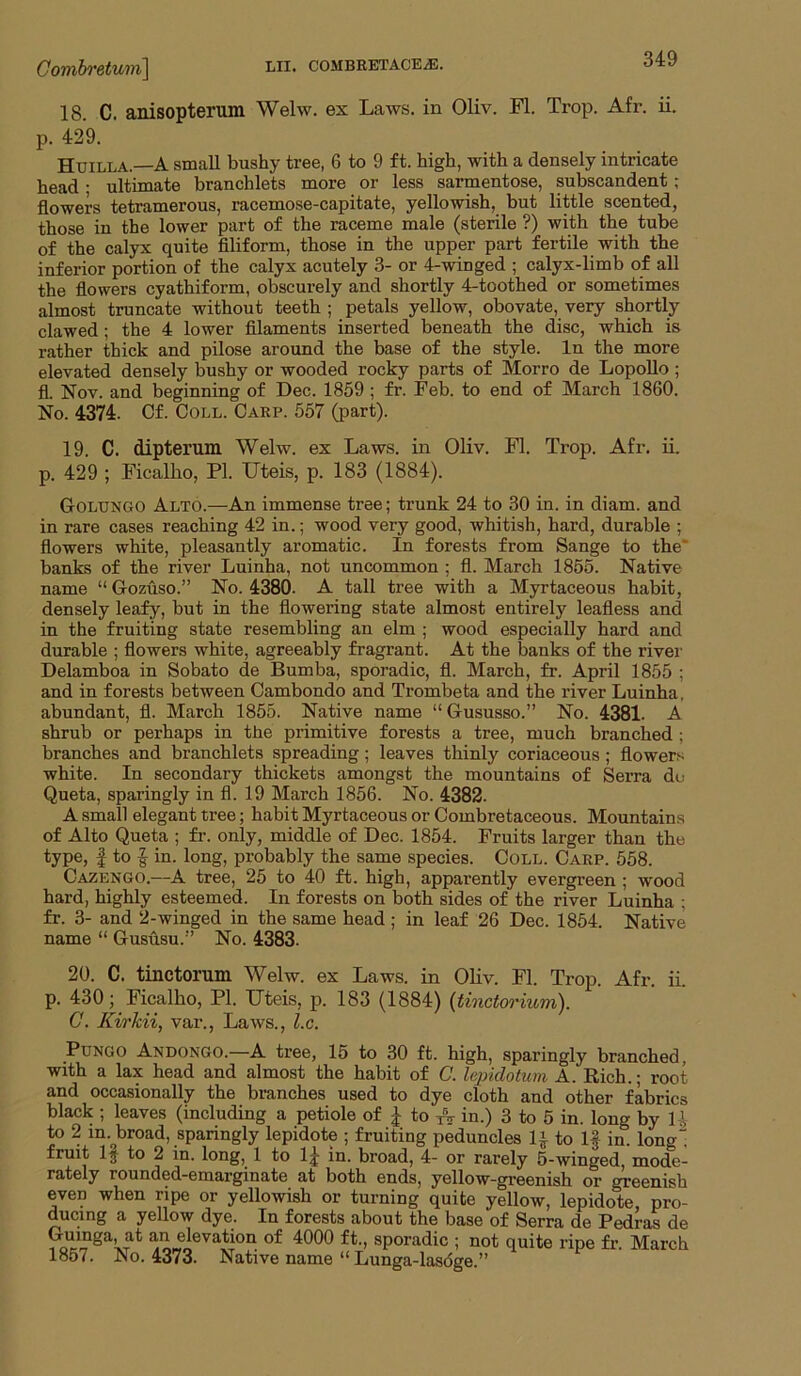 Combretum] LII. COMBRETACEÆ. 349
18. C. anisopterum Welw. ex Laws. in Oliv. Fl. Trop. Afr. ii.
p. 429.
HUILLA.—A small bushy tree, 6 to 9 ft. high, with a densely intricate
head ; ultimate branchlets more or less sarmentose, subscandent ;
flowers tetramerous, racemose-capitate, yellowish, but little scented,
those in the lower part of the raceme male (sterile ?) with the tube
of the calyx quite filiform, those in the upper part fertile with the
inferior portion of the calyx acutely 3- or 4-winged ; calyx-limb of all
the flowers cyathiform, obscurely and shortly 4-toothed or sometimes
almost truncate without teeth ; petals yellow, obovate, very shortly
clawed ; the 4 lower filaments inserted beneath the disc, which is
rather thick and pilose around the base of the style. In the more
elevated densely bushy or wooded rocky parts of Morro de Lopollo ;
fl. Nov. and beginning of Dec. 1859 ; fr. Feb. to end of March 1860.
No. 4374. Cf. COLL. CARP. 557 (part).
19. C. dipterum Welw. ex Laws. in Oliv. Fl. Trop. Afr. ii.
p. 429 ; Ficalho, Pl. Uteis, p. 183 (1884).
GOLUNGO ALTO.—An immense tree; trunk 24 to 30 in. in diam. and
in rare cases reaching 42 in. ; wood very good, whitish, hard, durable ;
flowers white, pleasantly aromatic. In forests from Sange to the
banks of the river Luinha, not uncommon ; fl. March 1855. Native
name “Gozúso.” No. 4380. A tall tree with a Myrtaceous habit,
densely leafy, but in the flowering state almost entirely leafless and
in the fruiting state resembling an elm ; wood especially hard and
durable ; flowers white, agreeably fragrant. At the banks of the river
Delamboa in Sobato de Bumba, sporadic, fl. March, fr. April 1855 ;
and in forests between Cambondo and Trombeta and the river Luinha,
abundant, fl. March 1855. Native name “Gususso.” No. 4381. A
shrub or perhaps in the primitive forests a tree, much branched ;
branches and branchlets spreading ; leaves thinly coriaceous ; flowers
white. In secondary thickets amongst the mountains of Serra de
Queta, sparingly in fl. 19 March 1856. No. 4382.
A small elegant tree; habit Myrtaceous or Combretaceous. Mountains
of Alto Queta ; fr. only, middle of Dec. 1854. Fruits larger than the
type, to in. long, probably the same species. COLL. CARP. 558.
CAZENGO.—A tree, 25 to 40 ft. high, apparently evergreen ; wood
hard, highly esteemed. In forests on both sides of the river Luinha ;
fr. 3- and 2-winged in the same head ; in leaf 26 Dec. 1854. Native
name “ Gusúsu.” No. 4383.
20. C. tinctorum Welw. ex Laws. in Oliv. Fl. Trop. Afr. ii.
p. 430 ; Ficalho, Pl. Uteis, p. 183 (1884) (tinctorium).
C. Kirkii, var., Laws., l.c.
PUNGO ANDONGO.—A tree, 15 to 30 ft. high, sparingly branched,
with a lax head and almost the habit of C. lepidotum A. Rich. ; root
and occasionally the branches used to dye cloth and other fabrics
black ; leaves (including a petiole of to in.) 3 to 5 in. long by 1½
to 2 in. broad, sparingly lepidote ; fruiting peduncles to in. long ;
fruit to 2 in. long, 1 to 1¼ in. broad, 4- or rarely 5-winged, mode-
rately rounded-emarginate at both ends, yellow-greenish or greenish
even when ripe or yellowish or turning quite yellow, lepidote, pro-
ducing a yellow dye. In forests about the base of Serra de Pedras de
Guinga, at an elevation of 4000 ft., sporadic ; not quite ripe fr. March
1857. No. 4373. Native name “ Lunga-lasóge.”